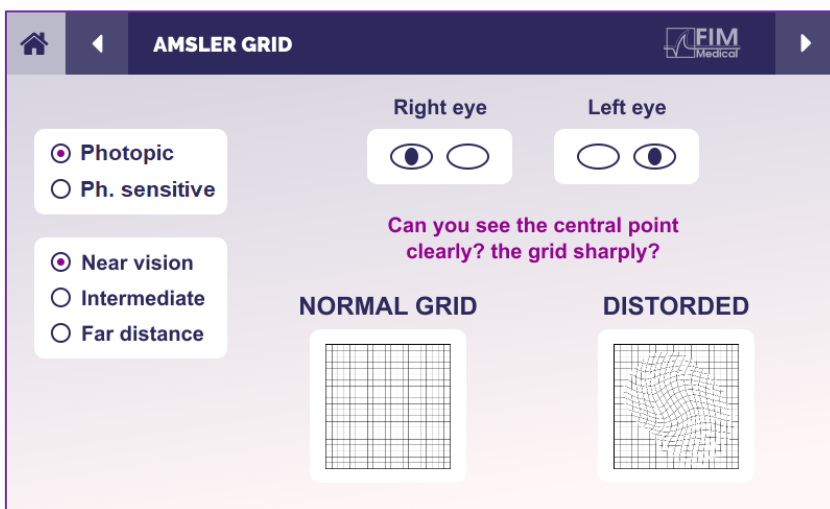 AMSLER GRID
FIM
Medical
Right eye
Left eye
Photopic
Ph. sensitive
Can you see the central point
clearly? the grid sharply?
Near vision
Intermediate
Far distance
NORMAL GRID
DISTORDED